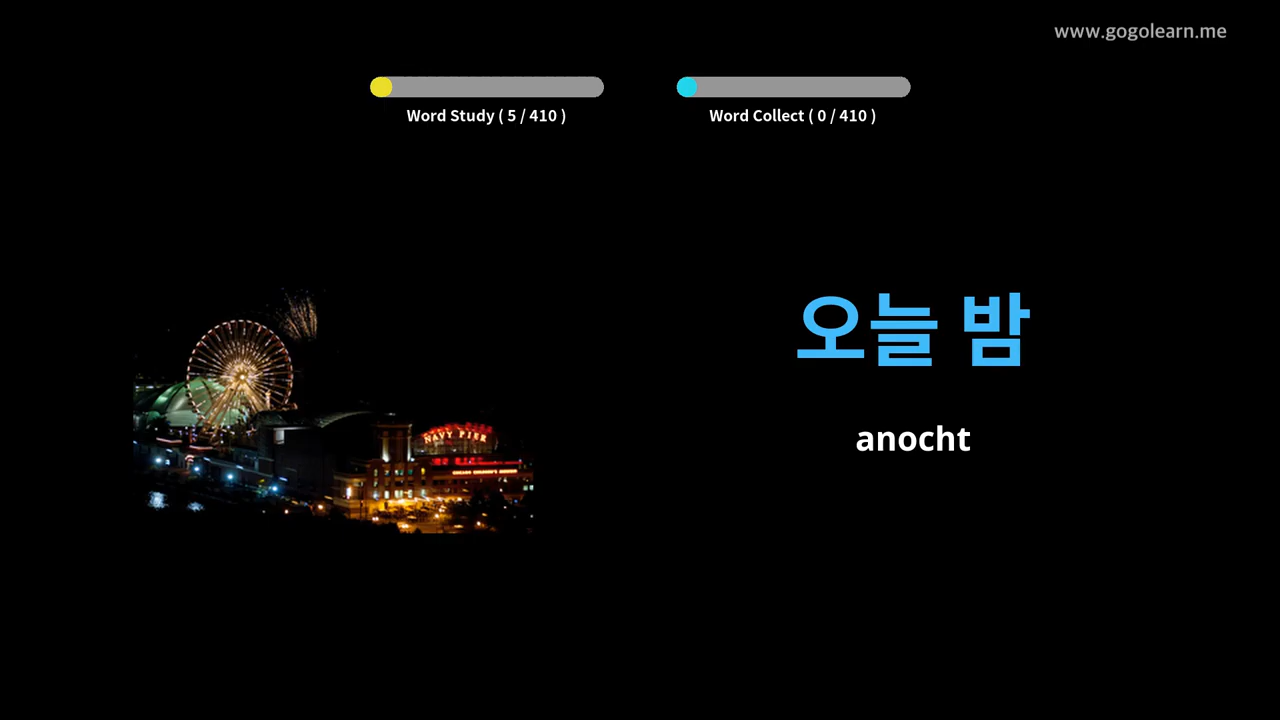 www.gogolearn.me
Word Study ( 5 / 410 )
Word Collect ( 0 / 410 )
오늘 밤
anocht
NAVY PIER